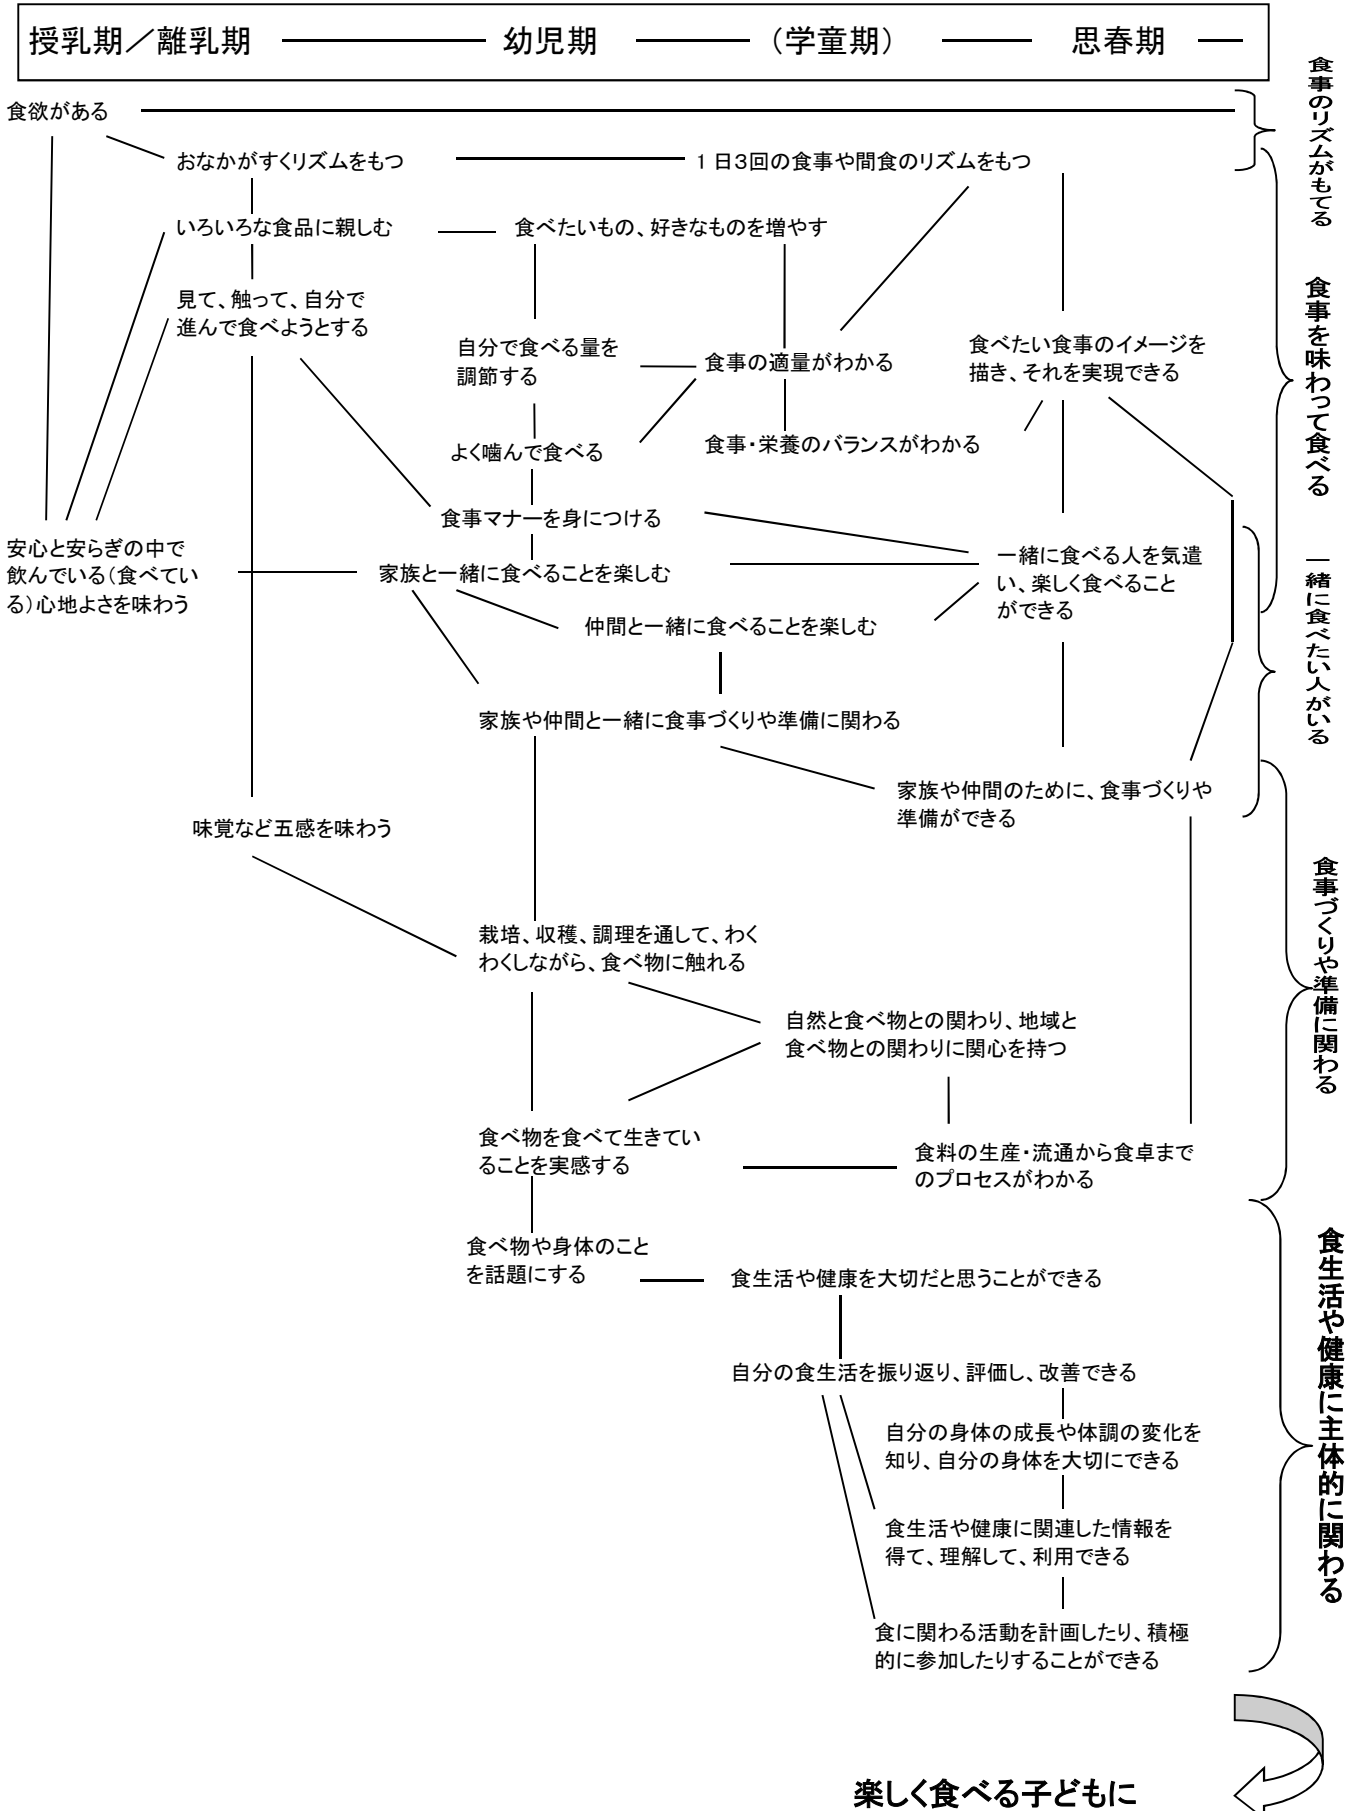 授乳期／離乳期 幼児期 (学童期) 思春期
食欲がある
おなかがすくリズムをもつ
1日3回の食事や間食のリズムをもつ
いろいろな食品に親しむ
食べたいもの、好きなものを増やす
見て、触って、自分で
進んで食べようとする
自分で食べる量を
調節する
食事の適量がわかる
食べたい食事のイメージを
描き、それを実現できる
よく噛んで食べる
食事・栄養のバランスがわかる
食事マナーを身につける
安心と安らぎの中で
飲んでいる(食べてい
る)心地よさを味わう
家族と一緒に食べることを楽しむ
一緒に食べる人を気遣
い、楽しく食べること
ができる
仲間と一緒に食べることを楽しむ
家族や仲間と一緒に食事づくりや準備に関わる
家族や仲間のために、食事づくりや
準備ができる
味覚など五感を味わう
栽培、収穫、調理を通して、わく
わくしながら、食べ物に触れる
自然と食べ物との関わり、地域と
食べ物との関わりに関心を持つ
食べ物を食べて生きてい
ることを実感する
食料の生産・流通から食卓まで
のプロセスがわかる
食べ物や身体のこと
を話題にする
食生活や健康を大切だと思うことができる
自分の食生活を振り返り、評価し、改善できる
自分の身体の成長や体調の変化を
知り、自分の身体を大切にできる
食生活や健康に関連した情報を
得て、理解して、利用できる
食に関わる活動を計画したり、積極
的に参加したりすることができる
食事のリズムがもてる
食事を味わって食べる
一緒に食べたい人がいる
食事づくりや準備に関わる
食生活や健康に主体的に関わる
楽しく食べる子どもに